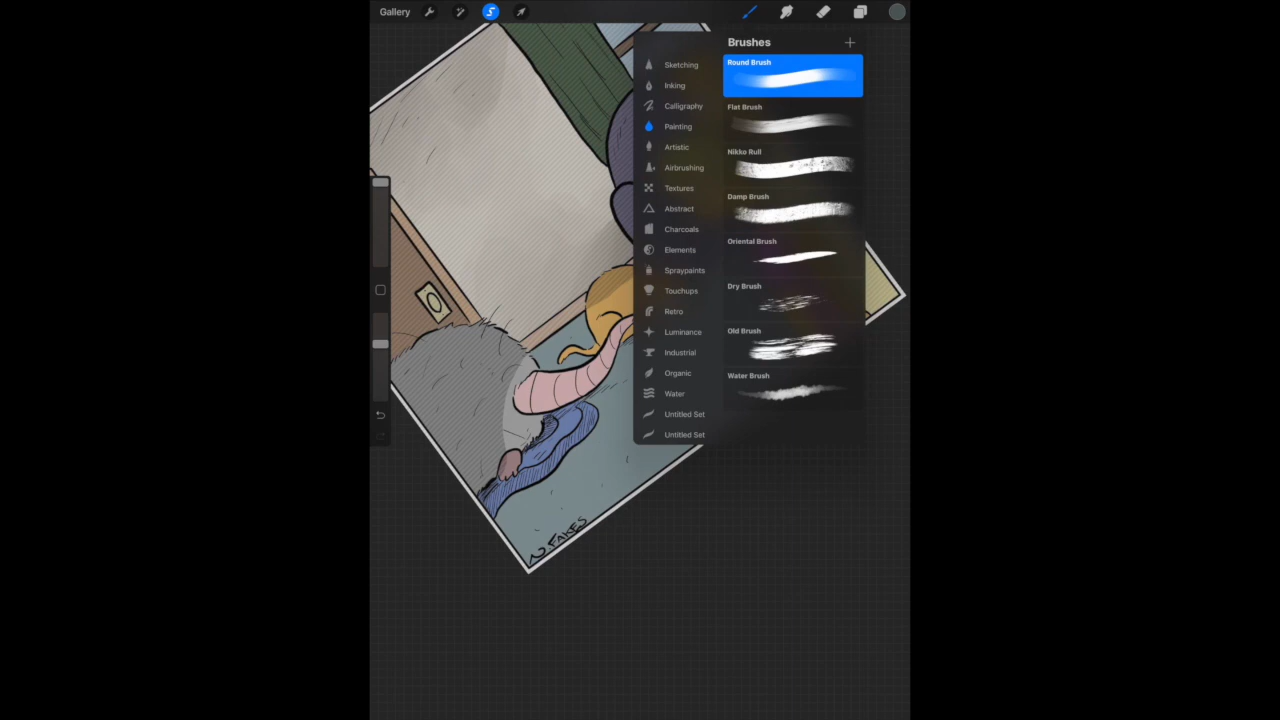 Gallery
Brushes
Sketching
Inking
Calligraphy
Painting
Artistic
Airbrushing
Textures
Abstract
Charcoals
Elements
Spraypaints
Touchups
Retro
Luminance
Industrial
Organic
Water
Untitled Set
Untitled Set
Round Brush
Flat Brush
Nikko Rull
Damp Brush
Oriental Brush
Dry Brush
Old Brush
Water Brush
N. FAKES